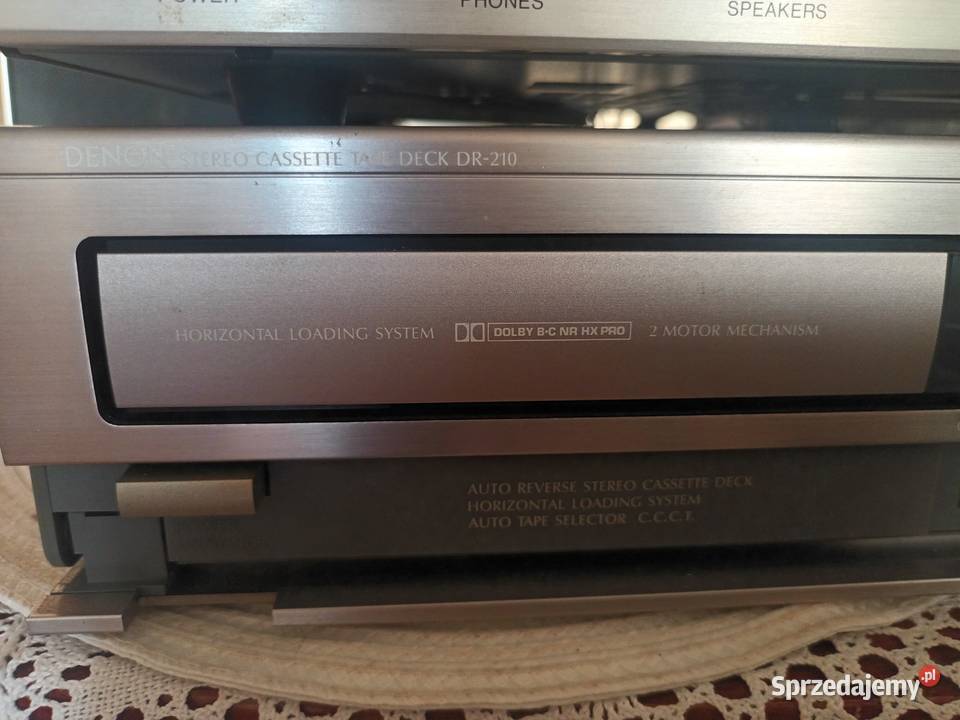 POWER
PHONES
SPEAKERS
DENON STEREO CASSETTE TAPE DECK DR-210
HORIZONTAL LOADING SYSTEM DOLBY B·C NR HX PRO 2 MOTOR MECHANISM
AUTO REVERSE STEREO CASSETTE DECK
HORIZONTAL LOADING SYSTEM
AUTO TAPE SELECTOR C.C.C.T.
Sprzedajemy.pl